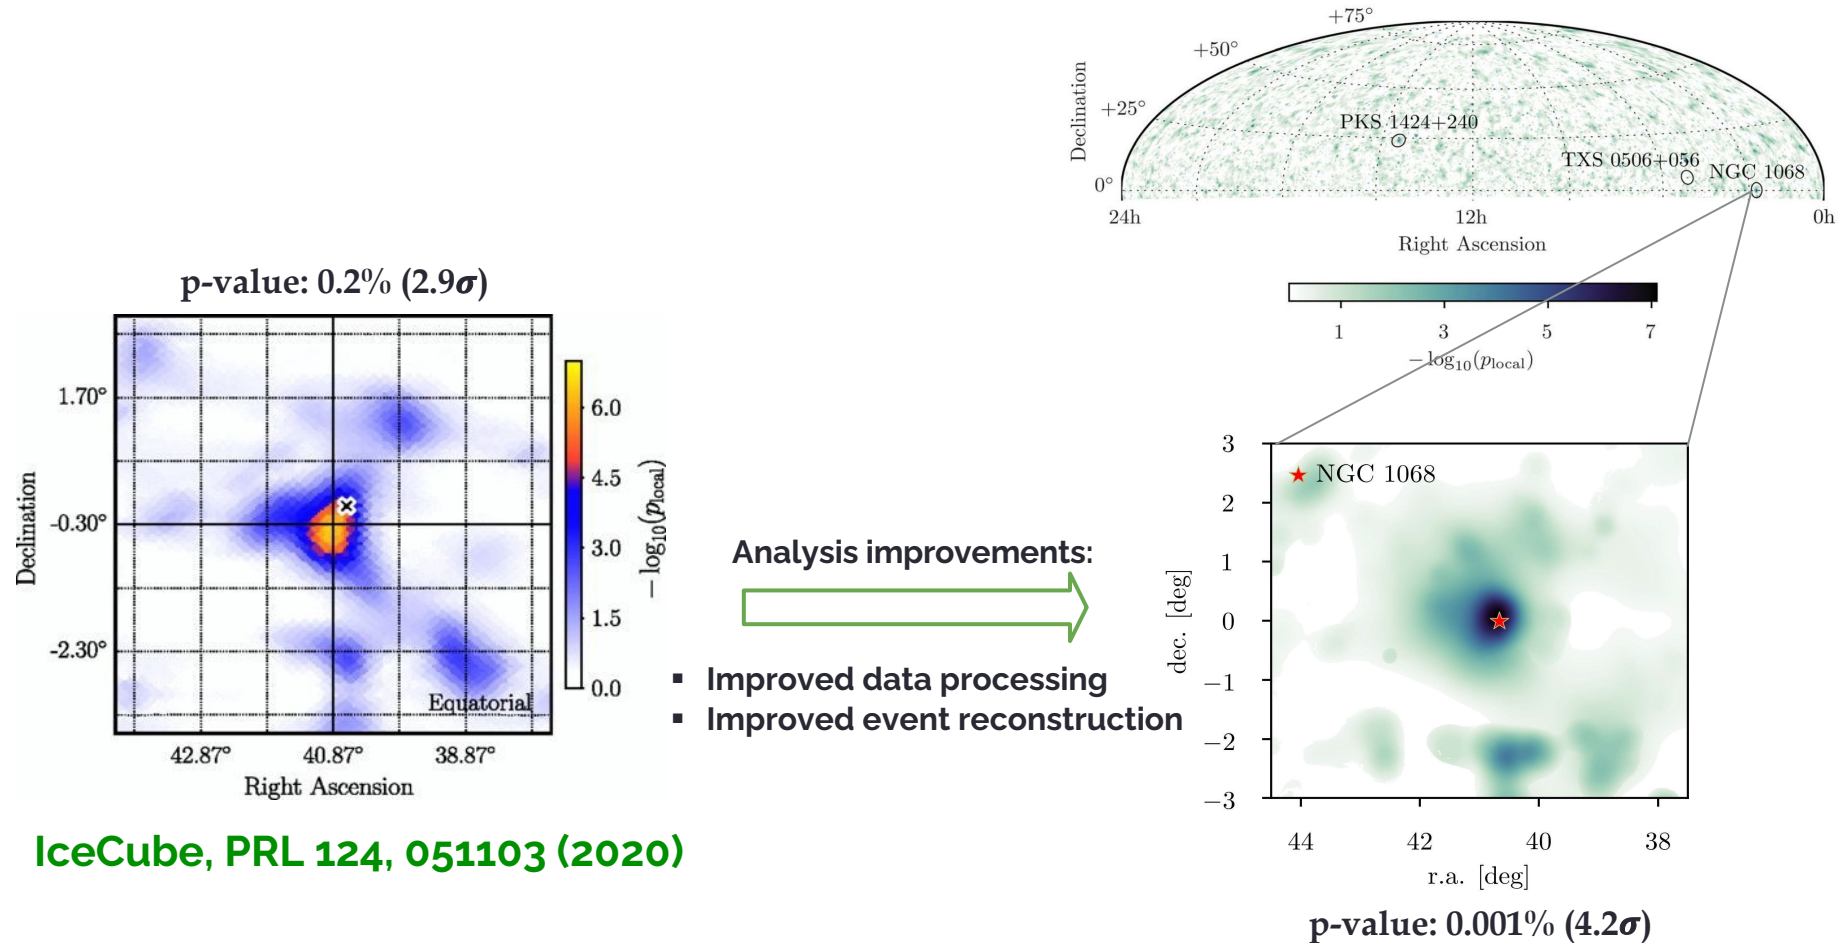 p-value: 0.2% (2.9σ)
Declination
1.70°
-0.30°
-2.30°
Equatorial
42.87°
40.87°
38.87°
Right Ascension
6.0
4.5
3.0
1.5
0.0
− log₁₀(p_local)
IceCube, PRL 124, 051103 (2020)
Analysis improvements:
▪ Improved data processing
▪ Improved event reconstruction
Declination
+75°
+50°
+25°
0°
PKS 1424+240
TXS 0506+056
NGC 1068
24h
12h
0h
Right Ascension
1
3
5
7
− log₁₀(p_local)
dec. [deg]
3
2
1
0
−1
−2
−3
NGC 1068
44
42
40
38
r.a. [deg]
p-value: 0.001% (4.2σ)